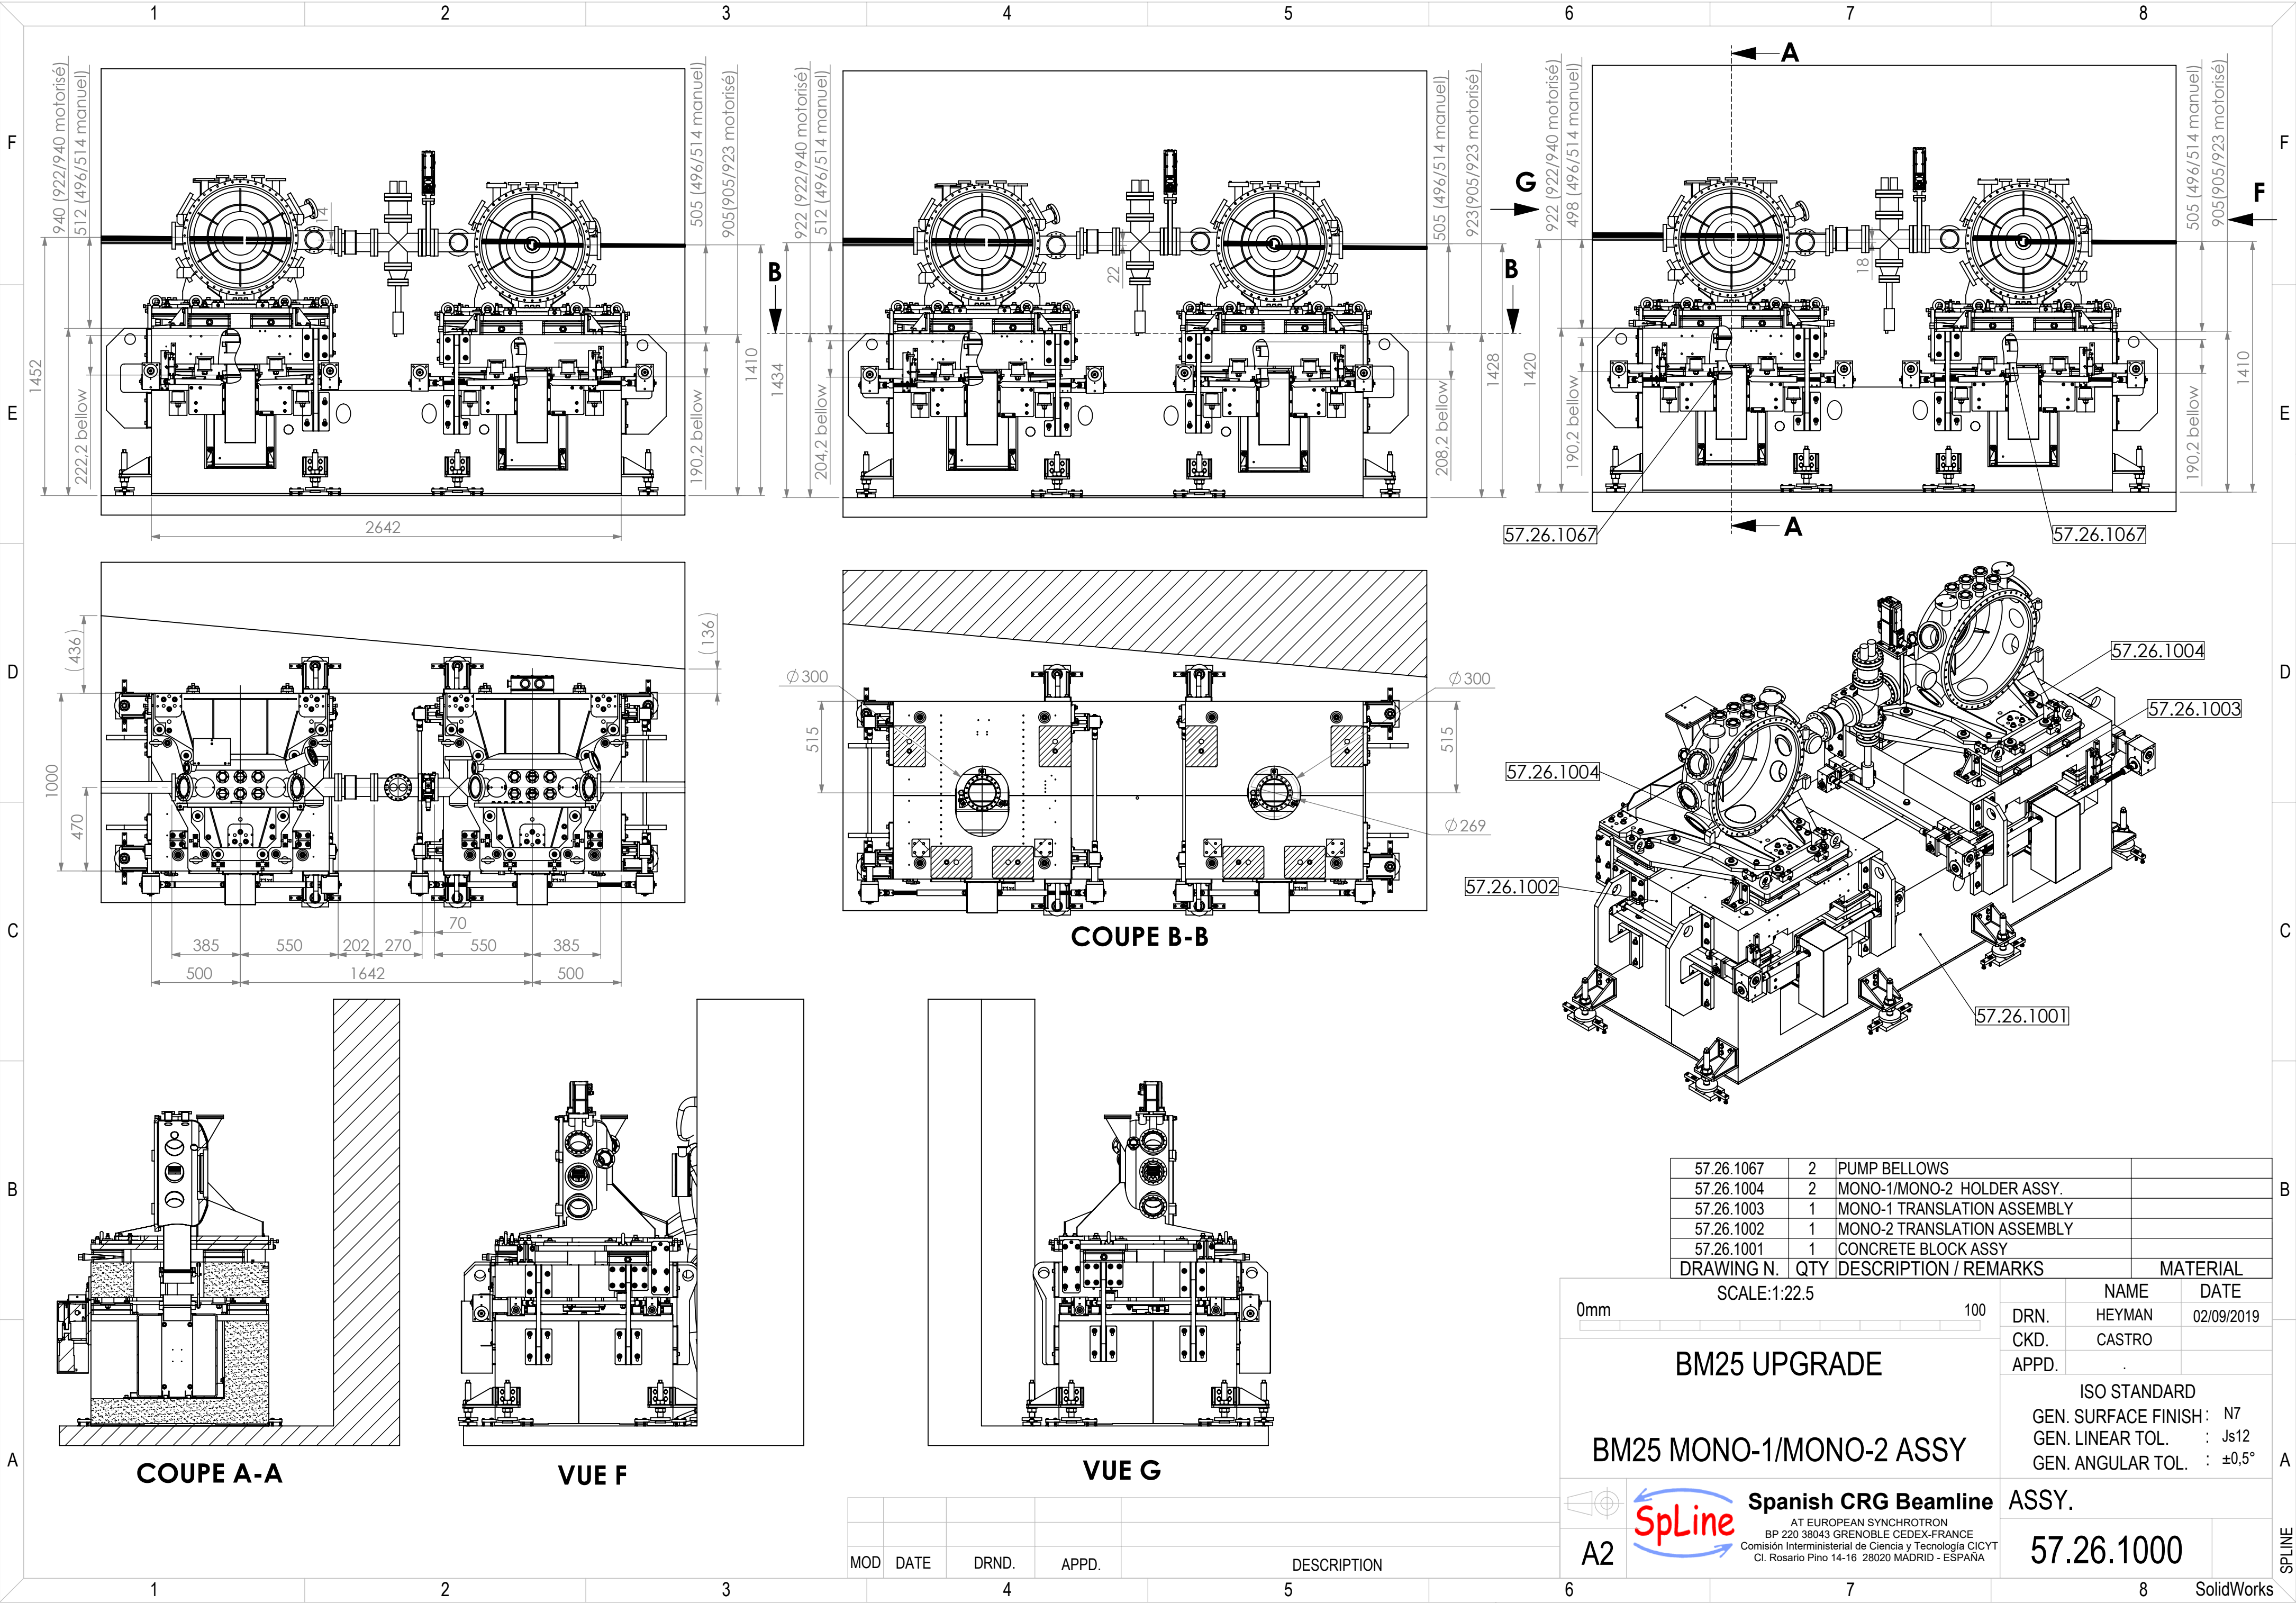 1 2 3 4 5 6 7 8
F
E
D
C
B
A
940 (922/940 motorisé)
512 (496/514 manuel)
14
505 (496/514 manuel)
905(905/923 motorisé)
1452
222,2 bellow
190,2 bellow
1410
2642
922 (922/940 motorisé)
512 (496/514 manuel)
22
505 (496/514 manuel)
923(905/923 motorisé)
B
B
1434
204,2 bellow
208,2 bellow
1428
A
G
F
922 (922/940 motorisé)
498 (496/514 manuel)
18
505 (496/514 manuel)
905(905/923 motorisé)
1420
190,2 bellow
190,2 bellow
1410
57.26.1067
A
57.26.1067
(436)
(136)
1000
470
70
385
550
202
270
550
385
500
1642
500
Ø300
Ø300
515
515
Ø269
COUPE B-B
57.26.1004
57.26.1003
57.26.1004
57.26.1002
57.26.1001
COUPE A-A
VUE F
VUE G
57.26.1067 2 PUMP BELLOWS
57.26.1004 2 MONO-1/MONO-2 HOLDER ASSY.
57.26.1003 1 MONO-1 TRANSLATION ASSEMBLY
57.26.1002 1 MONO-2 TRANSLATION ASSEMBLY
57.26.1001 1 CONCRETE BLOCK ASSY
DRAWING N. QTY DESCRIPTION / REMARKS MATERIAL
SCALE:1:22.5
0mm 100
NAME DATE
DRN. HEYMAN 02/09/2019
CKD. CASTRO
APPD. .
BM25 UPGRADE
BM25 MONO-1/MONO-2 ASSY
ISO STANDARD
GEN. SURFACE FINISH : N7
GEN. LINEAR TOL. : Js12
GEN. ANGULAR TOL. : ±0,5°
A2
SpLine
Spanish CRG Beamline
AT EUROPEAN SYNCHROTRON
BP 220 38043 GRENOBLE CEDEX-FRANCE
Comisión Interministerial de Ciencia y Tecnología CICYT
Cl. Rosario Pino 14-16 28020 MADRID - ESPAÑA
ASSY.
57.26.1000
SPLINE
MOD DATE DRND. APPD. DESCRIPTION
F
E
D
C
B
A
1 2 3 4 5 6 7 8
SolidWorks